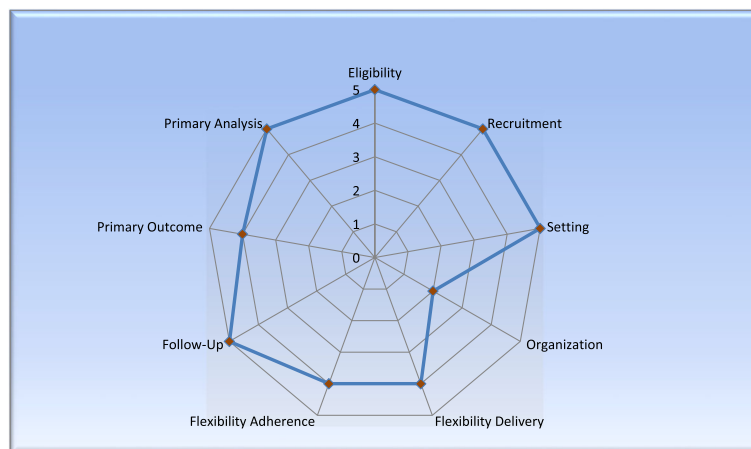 Eligibility
5
Primary Analysis
Recruitment
4
3
2
Primary Outcome
Setting
1
0
Follow-Up
Organization
Flexibility Adherence
Flexibility Delivery